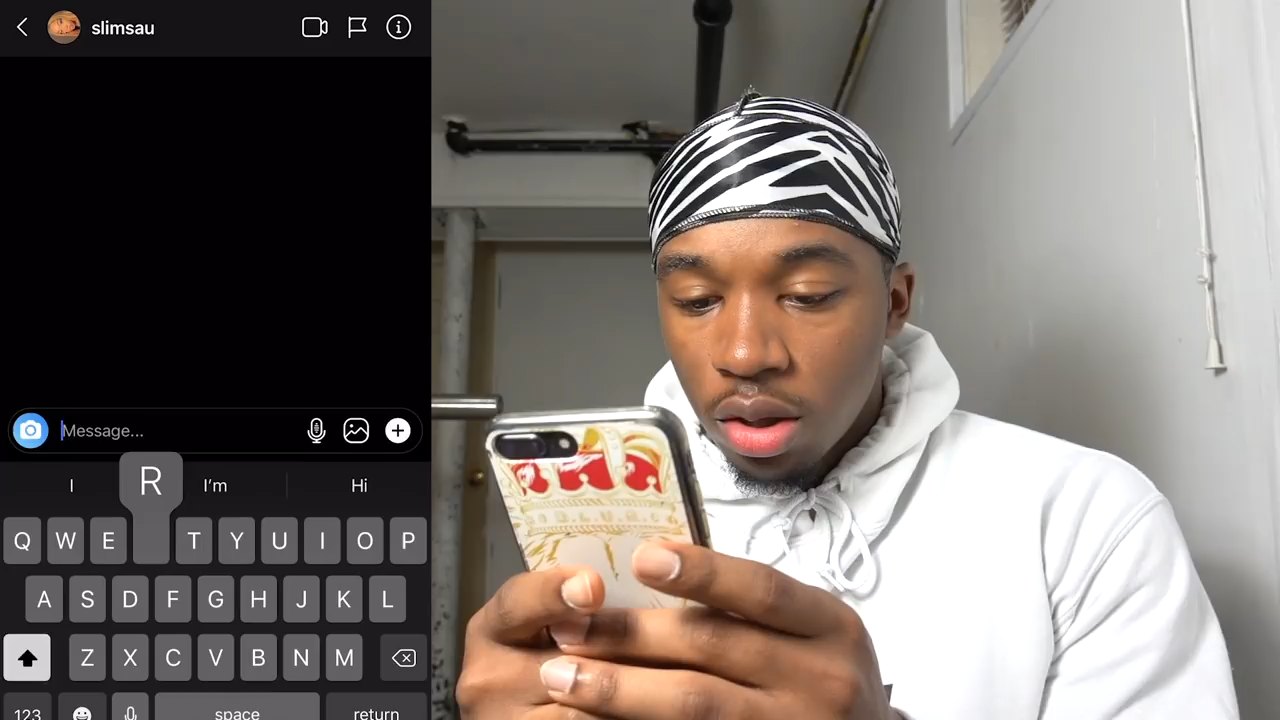 slimsau
Message...
I I'm Hi
R
Q W E T Y U I O P
A S D F G H J K L
Z X C V B N M
123 space return